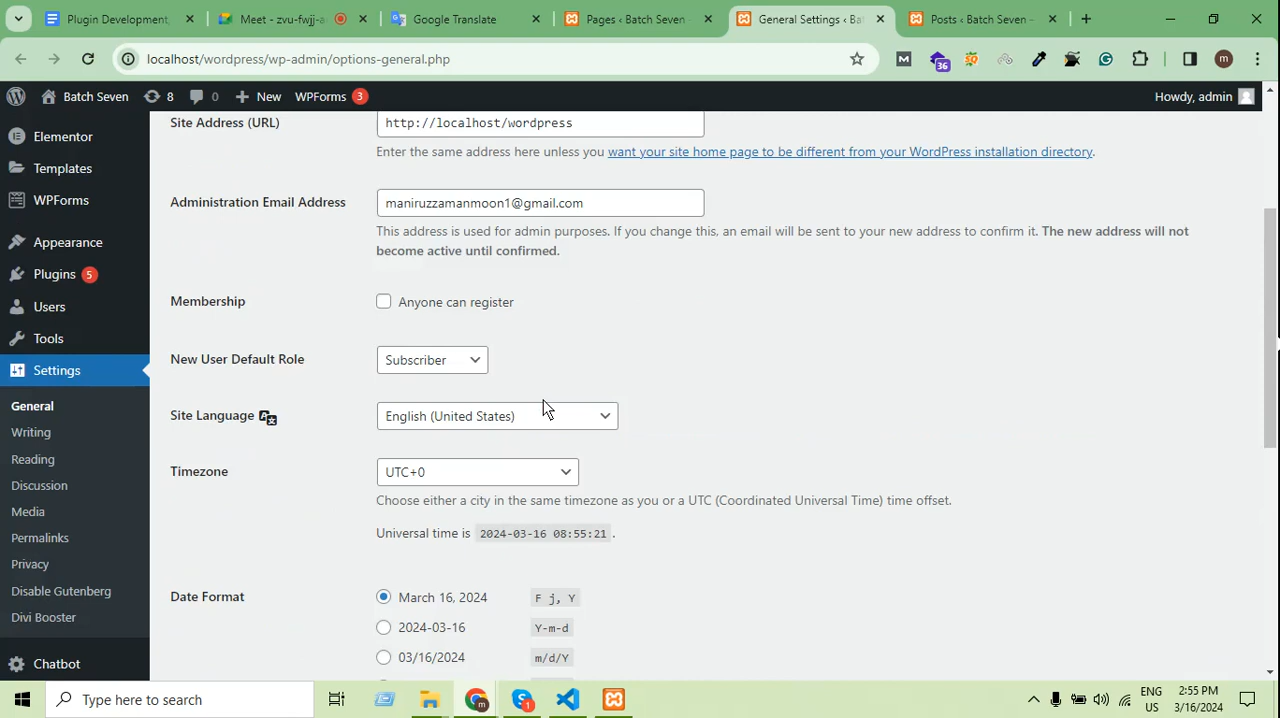 Plugin Development,
Meet - zvu-fwjj-a
Google Translate
Pages ‹ Batch Seven —
General Settings ‹ Ba
Posts ‹ Batch Seven —
localhost/wordpress/wp-admin/options-general.php
36
m
Batch Seven
8
0
New
WPForms 3
Howdy, admin
Elementor
Templates
WPForms
Appearance
Plugins 5
Users
Tools
Settings
General
Writing
Reading
Discussion
Media
Permalinks
Privacy
Disable Gutenberg
Divi Booster
Chatbot
Site Address (URL)
http://localhost/wordpress
Enter the same address here unless you want your site home page to be different from your WordPress installation directory.
Administration Email Address
maniruzzamanmoon1@gmail.com
This address is used for admin purposes. If you change this, an email will be sent to your new address to confirm it. The new address will not
become active until confirmed.
Membership
Anyone can register
New User Default Role
Subscriber
Site Language
English (United States)
Timezone
UTC+0
Choose either a city in the same timezone as you or a UTC (Coordinated Universal Time) time offset.
Universal time is 2024-03-16 08:55:21 .
Date Format
March 16, 2024 F j, Y
2024-03-16 Y-m-d
03/16/2024 m/d/Y
Type here to search
ENG
US
2:55 PM
3/16/2024